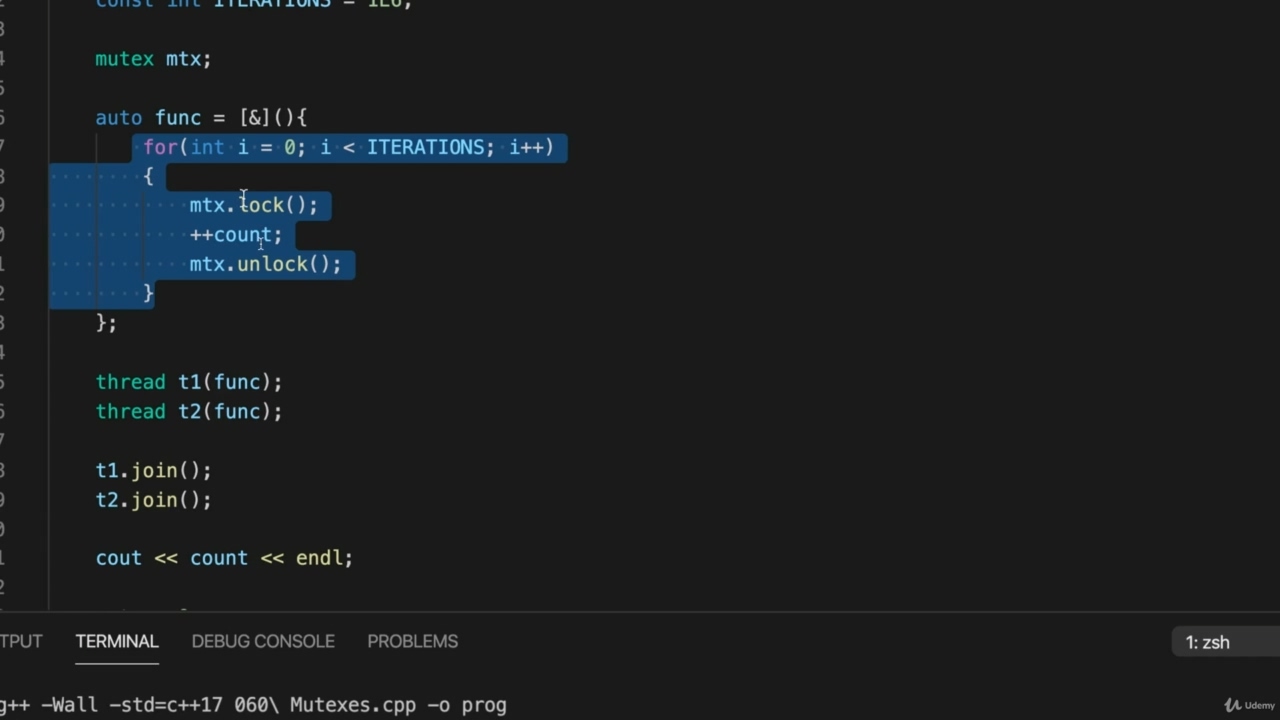 const int ITERATIONS = 1E6;
3
4 mutex mtx;
5
6 auto func = [&](){
7 for(int i = 0; i < ITERATIONS; i++)
8 {
9 mtx.lock();
0 ++count;
1 mtx.unlock();
2 }
3 };
4
5 thread t1(func);
6 thread t2(func);
7
8 t1.join();
9 t2.join();
0
1 cout << count << endl;
2
TPUT TERMINAL DEBUG CONSOLE PROBLEMS 1: zsh
g++ -Wall -std=c++17 060\ Mutexes.cpp -o prog
Udemy